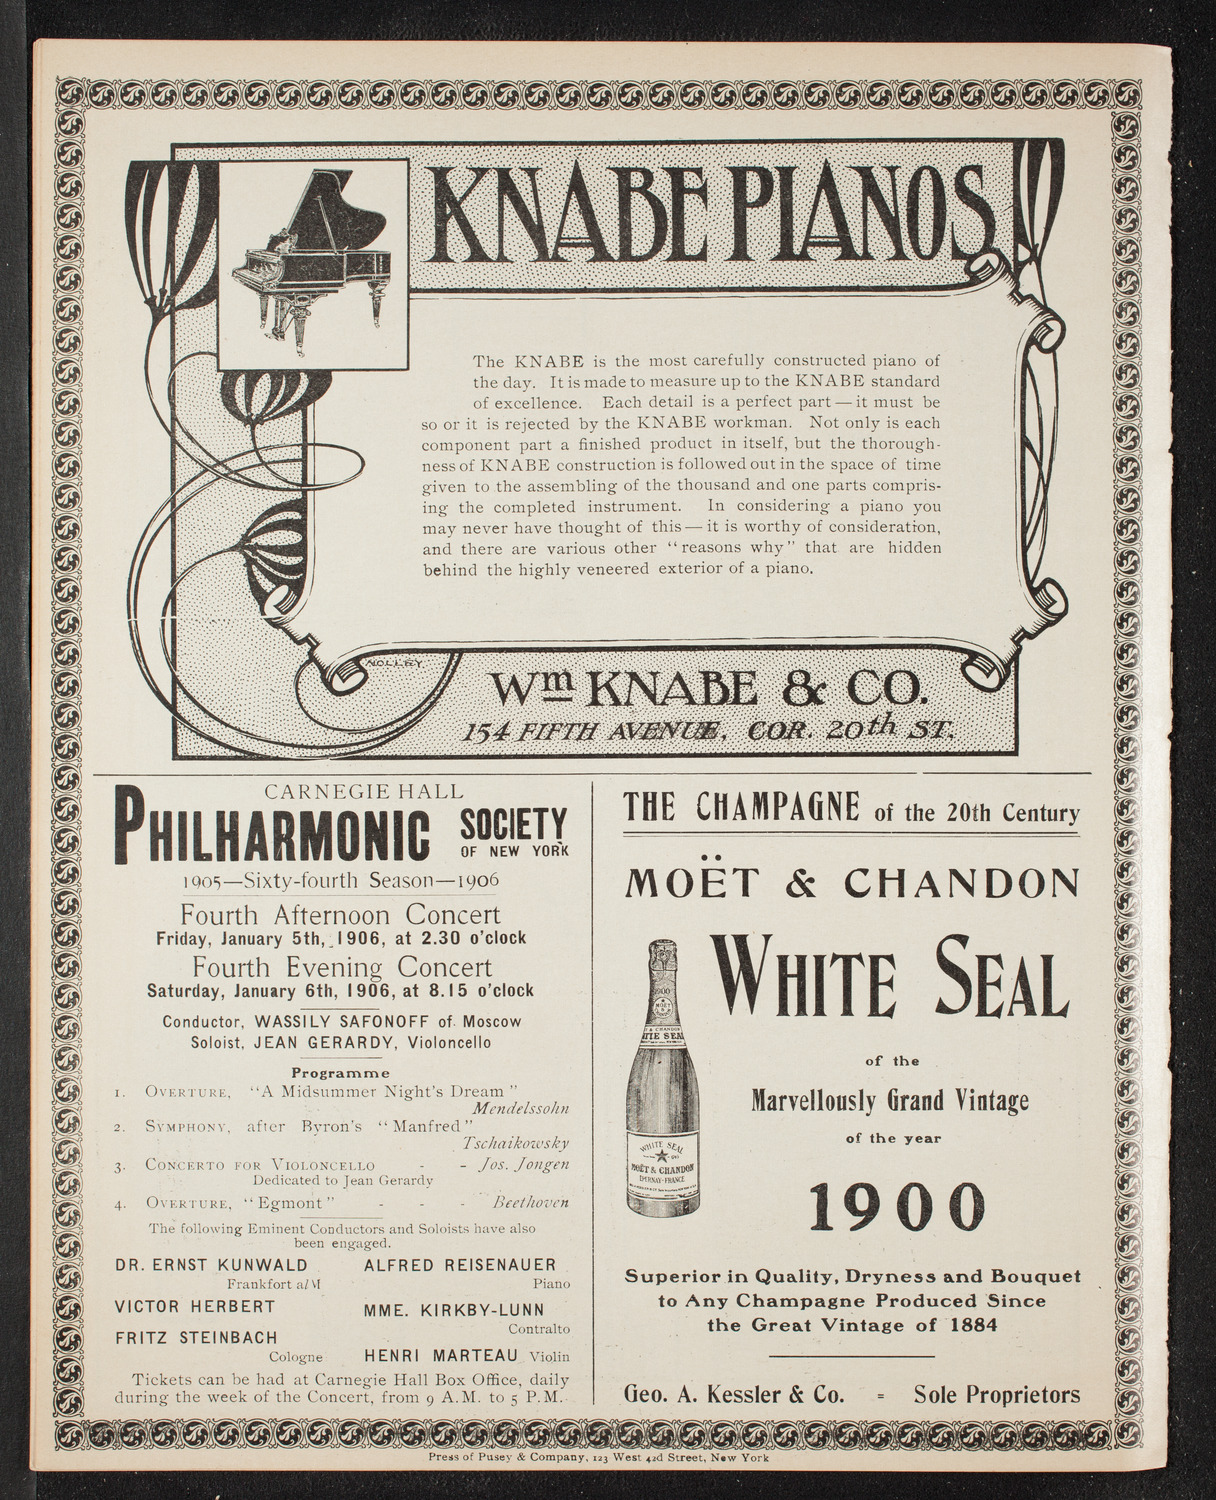 KNABE PIANOS
The KNABE is the most carefully constructed piano of
the day. It is made to measure up to the KNABE standard
of excellence. Each detail is a perfect part — it must be
so or it is rejected by the KNABE workman. Not only is each
component part a finished product in itself, but the thorough-
ness of KNABE construction is followed out in the space of time
given to the assembling of the thousand and one parts compris-
ing the completed instrument. In considering a piano you
may never have thought of this — it is worthy of consideration,
and there are various other "reasons why" that are hidden
behind the highly veneered exterior of a piano.
NOLLEY
Wm KNABE & CO.
154 FIFTH AVENUE, COR. 20th ST.
CARNEGIE HALL
PHILHARMONIC SOCIETY
OF NEW YORK
1905—Sixty-fourth Season—1906
Fourth Afternoon Concert
Friday, January 5th, 1906, at 2.30 o'clock
Fourth Evening Concert
Saturday, January 6th, 1906, at 8.15 o'clock
Conductor, WASSILY SAFONOFF of Moscow
Soloist, JEAN GERARDY, Violoncello
Programme
1. OVERTURE, "A Midsummer Night's Dream"
Mendelssohn
2. SYMPHONY, after Byron's "Manfred"
Tschaikowsky
3. CONCERTO FOR VIOLONCELLO - - Jos. Jongen
Dedicated to Jean Gerardy
4. OVERTURE, "Egmont" - - - Beethoven
The following Eminent Conductors and Soloists have also
been engaged.
DR. ERNST KUNWALD
Frankfort a/M
VICTOR HERBERT
FRITZ STEINBACH
Cologne
ALFRED REISENAUER
Piano
MME. KIRKBY-LUNN
Contralto
HENRI MARTEAU Violin
Tickets can be had at Carnegie Hall Box Office, daily
during the week of the Concert, from 9 A.M. to 5 P.M.
THE CHAMPAGNE of the 20th Century
MOËT & CHANDON
WHITE SEAL
1900
MOËT
& CHANDON
WHITE SEAL
MOËT & CHANDON
EPERNAY-FRANCE
of the
Marvellously Grand Vintage
of the year
1900
Superior in Quality, Dryness and Bouquet
to Any Champagne Produced Since
the Great Vintage of 1884
Geo. A. Kessler & Co. = Sole Proprietors
Press of Pusey & Company, 123 West 42d Street, New York